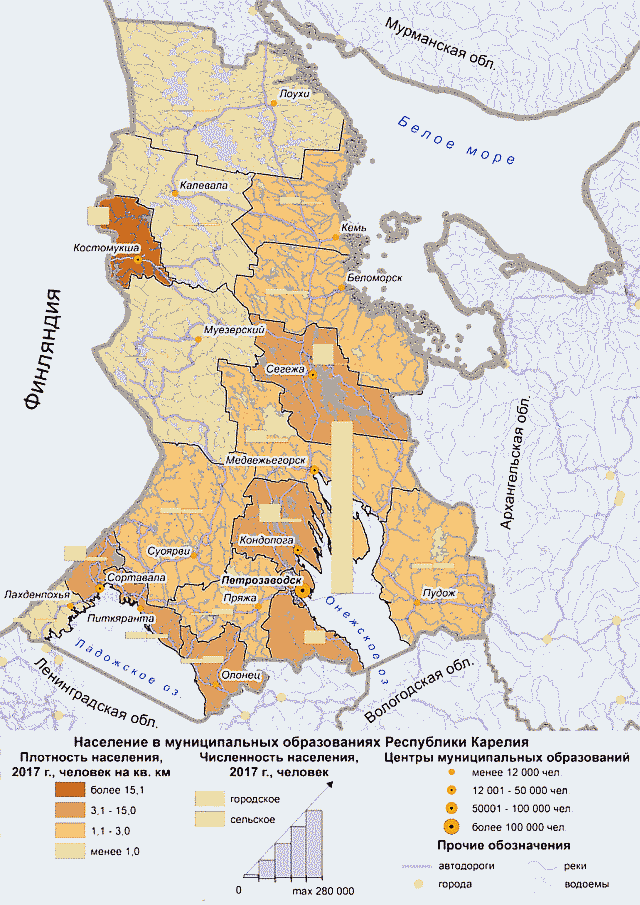 Мурманская обл.
Лоухи
Белое море
Калевала
Кемь
Костомукша
Беломорск
ФИНЛЯНДИЯ
Муезерский
Сегежа
Архангельская обл.
Медвежьегорск
Кондопога
Суоярви
Сортавала
Петрозаводск
Лахденпохья
Пряжа
Пудож
Питкяранта
Онежское оз.
Ладожское оз.
Олонец
Ленинградская обл.
Вологодская обл.
Население в муниципальных образованиях Республики Карелия
Плотность населения,
2017 г., человек на кв. км
более 15,1
3,1 - 15,0
1,1 - 3,0
менее 1,0
Численность населения,
2017 г., человек
городское
сельское
0
max 280 000
Центры муниципальных образований
менее 12 000 чел.
12 001 - 50 000 чел.
50001 - 100 000 чел.
более 100 000 чел.
Прочие обозначения
автодороги
реки
города
водоемы